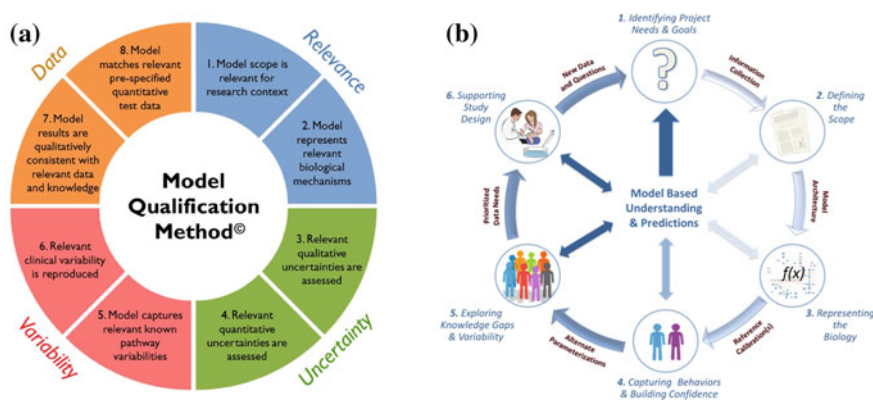 (a)
Data
Relevance
8. Model
matches relevant
pre-specified
quantitative
test data
1. Model scope is
relevant for
research context
7. Model
results are
qualitatively
consistent with
relevant data
and knowledge
2. Model
represents
relevant
biological
mechanisms
Model
Qualification
Method©
6. Relevant
clinical variability
is reproduced
3. Relevant
qualitative
uncertainties are
assessed
5. Model captures
relevant known
pathway
variabilities
4. Relevant
quantitative
uncertainties are
assessed
Variability
Uncertainty
(b)
1. Identifying Project
Needs & Goals
?
New Data
and Questions
Information
Collection
6. Supporting
Study
Design
2. Defining
the
Scope
Prioritized
Data Needs
Model Based
Understanding
& Predictions
Model
Architecture
f(x)
5. Exploring
Knowledge Gaps
& Variability
3. Representing
the
Biology
Alternate
Parameterizations
Reference
Calibration(s)
4. Capturing Behaviors
& Building Confidence